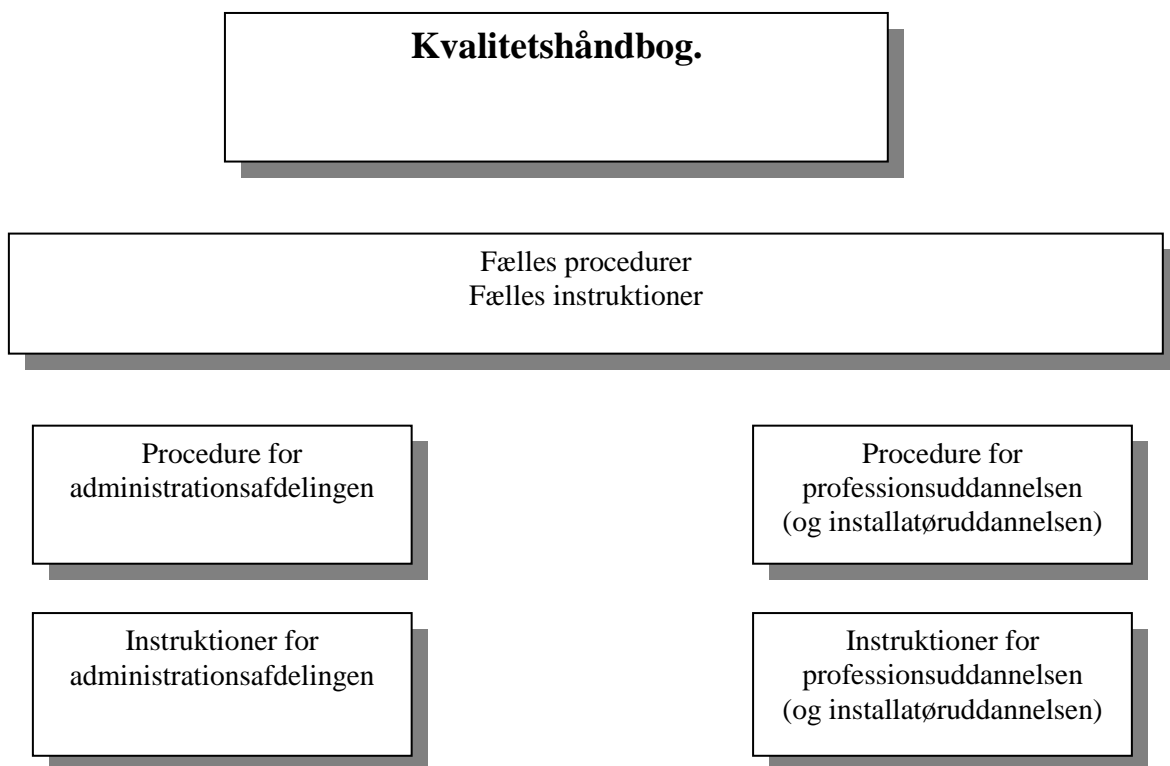 Kvalitetshåndbog.
Fælles procedurer
Fælles instruktioner
Procedure for
administrationsafdelingen
Procedure for
professionsuddannelsen
(og installatøruddannelsen)
Instruktioner for
administrationsafdelingen
Instruktioner for
professionsuddannelsen
(og installatøruddannelsen)